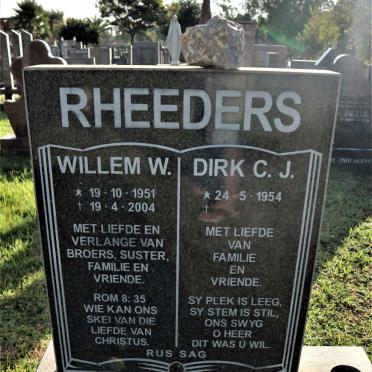 RHEEDERS
WILLEM W.
* 19 · 10 · 1951
† 19 · 4 · 2004
MET LIEFDE EN
VERLANGE VAN
BROERS, SUSTER,
FAMILIE EN
VRIENDE.
ROM 8: 35
WIE KAN ONS
SKEI VAN DIE
LIEFDE VAN
CHRISTUS.
DIRK C. J.
* 24 · 5 · 1954
†
MET LIEFDE
VAN
FAMILIE
EN
VRIENDE.
SY PLEK IS LEEG,
SY STEM IS STIL,
ONS SWYG
O HEER
DIT WAS U WIL.
RUS SAG